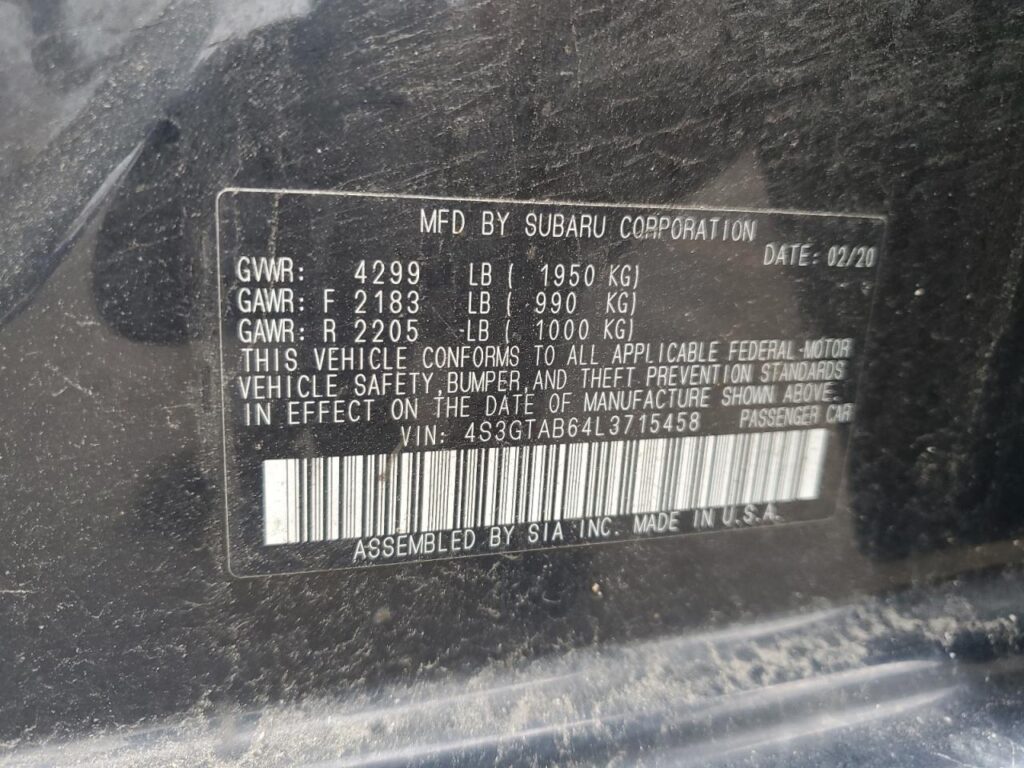 MFD BY SUBARU CORPORATION
DATE: 02/20
GVWR: 4299 LB ( 1950 KG)
GAWR: F 2183 LB ( 990 KG)
GAWR: R 2205 LB ( 1000 KG)
THIS VEHICLE CONFORMS TO ALL APPLICABLE FEDERAL MOTOR
VEHICLE SAFETY, BUMPER, AND THEFT PREVENTION STANDARDS
IN EFFECT ON THE DATE OF MANUFACTURE SHOWN ABOVE.
VIN: 4S3GTAB64L3715458 PASSENGER CAR
ASSEMBLED BY SIA INC. MADE IN U.S.A.